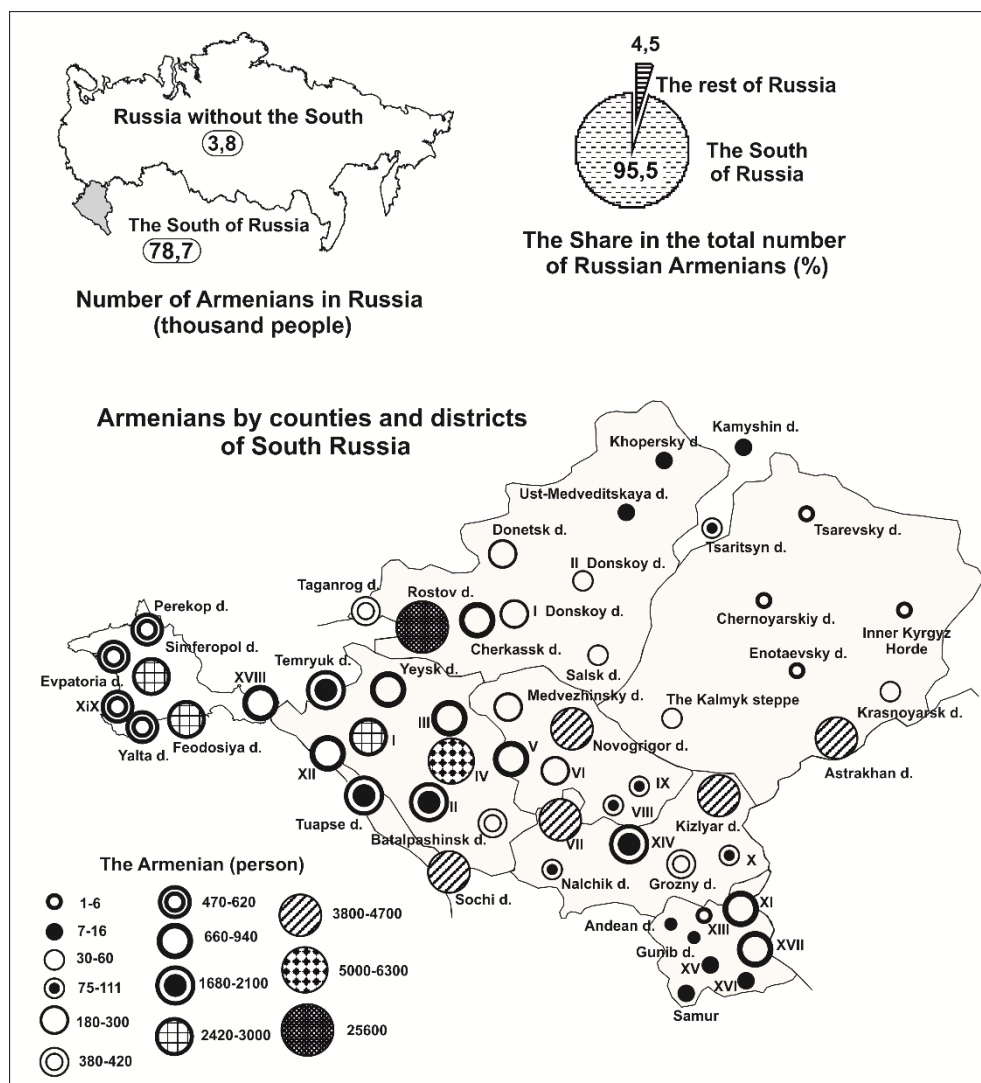 Russia without the South
3,8
The South of Russia
78,7
Number of Armenians in Russia
(thousand people)
4,5
The rest of Russia
The South
of Russia
95,5
The Share in the total number
of Russian Armenians (%)
Armenians by counties and districts
of South Russia
Kamyshin d.
Khopersky d.
Ust-Medveditskaya d.
Tsarevsky d.
Donetsk d.
Tsaritsyn d.
II Donskoy d.
Taganrog d.
Rostov d.
Chernoyarskiy d.
I Donskoy d.
Perekop d.
Inner Kyrgyz
Horde
Simferopol d.
Cherkassk d.
Temryuk d.
Yeysk d.
Salsk d.
Enotaevsky d.
Evpatoria d.
XVIII
Medvezhinsky d.
The Kalmyk steppe
XiX
Krasnoyarsk d.
III
Yalta d.
Feodosiya d.
I
Novogrigor d.
V
XII
IV
VI
Astrakhan d.
IX
II
VIII
Tuapse d.
Kizlyar d.
Batalpashinsk d.
VII
XIV
X
Nalchik d.
Grozny d.
Sochi d.
XI
Andean d.
XIII
Gunib d.
XVII
XV
XVI
Samur
The Armenian (person)
1-6
7-16
30-60
75-111
180-300
380-420
470-620
660-940
1680-2100
2420-3000
3800-4700
5000-6300
25600